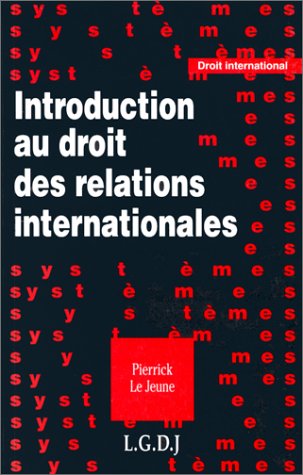 s y s t è m e s
s y s t è m e s
Droit international
Introduction
au droit
des relations
internationales
s y s t è m e s
s y s t è m e s
Pierrick
Le Jeune
L.G.D.J